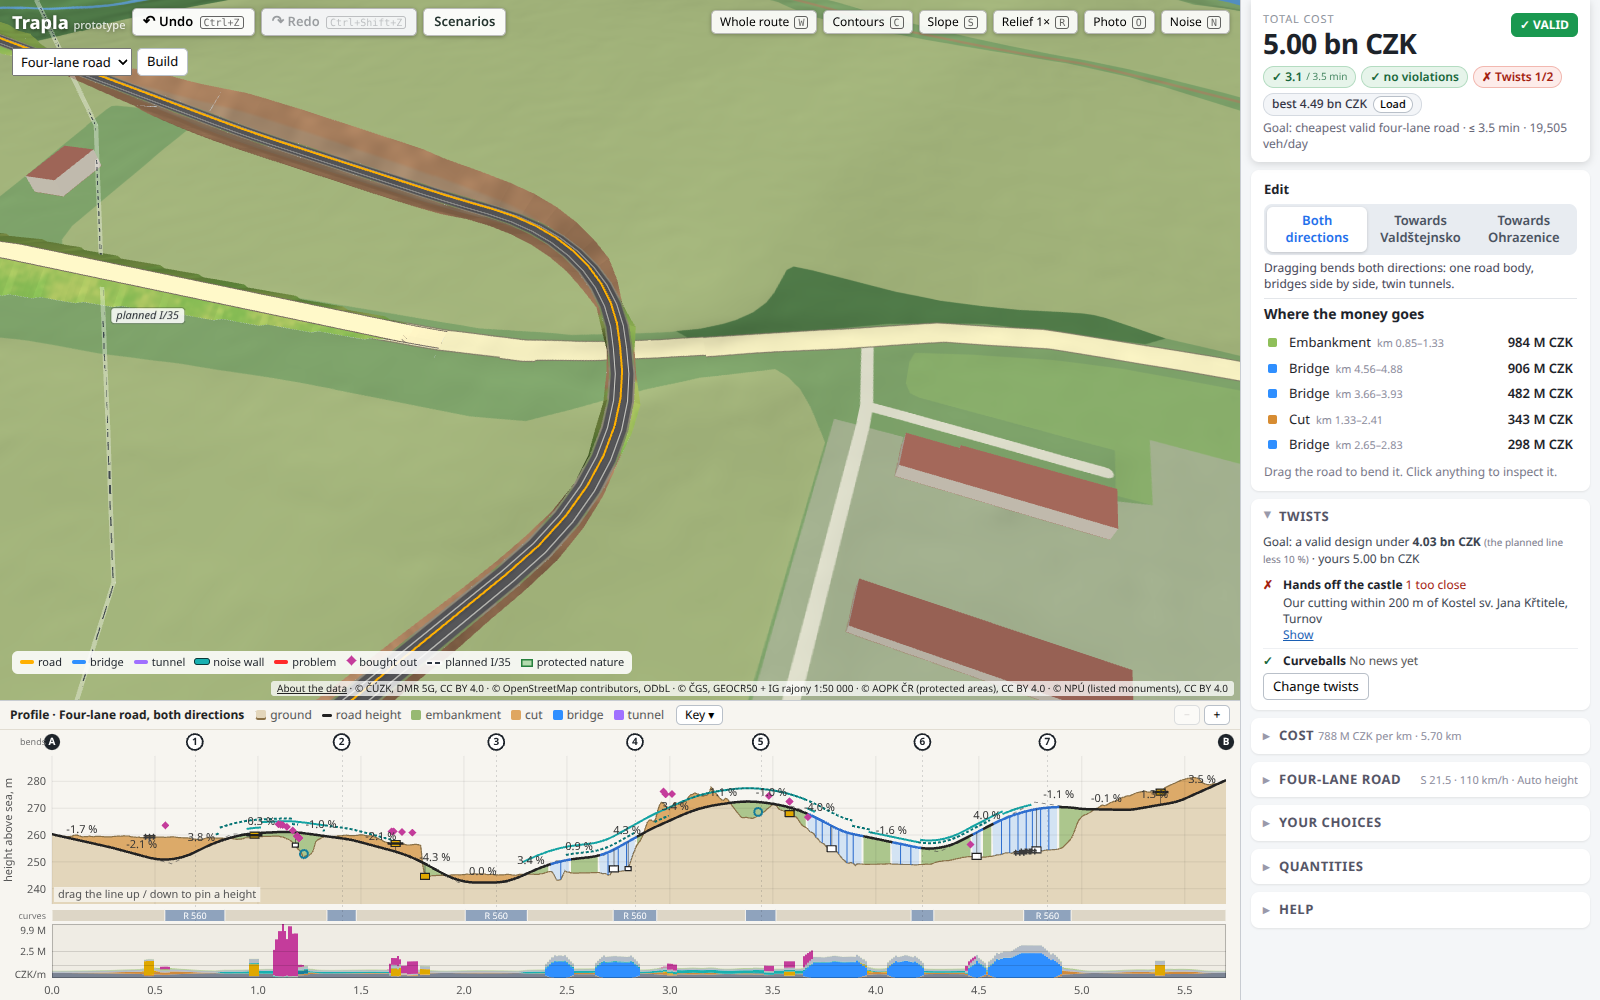 Trapla prototype
↶ Undo Ctrl+Z
↷ Redo Ctrl+Shift+Z
Scenarios
Whole route W
Contours C
Slope S
Relief 1× R
Photo O
Noise N
Four-lane road
Build
planned I/35
road bridge tunnel noise wall problem bought out planned I/35 protected nature
About the data · © ČÚZK, DMR 5G, CC BY 4.0 · © OpenStreetMap contributors, ODbL · © ČGS, GEOCR50 + IG rajony 1:50 000 · © AOPK ČR (protected areas), CC BY 4.0 · © NPÚ (listed monuments), CC BY 4.0
TOTAL COST
5.00 bn CZK
✓ VALID
✓ 3.1 / 3.5 min
✓ no violations
✗ Twists 1/2
best 4.49 bn CZK Load
Goal: cheapest valid four-lane road · ≤ 3.5 min · 19,505
veh/day
Edit
Both directions
Towards Valdštejnsko
Towards Ohrazenice
Dragging bends both directions: one road body,
bridges side by side, twin tunnels.
Where the money goes
Embankment km 0.85–1.33 984 M CZK
Bridge km 4.56–4.88 906 M CZK
Bridge km 3.66–3.93 482 M CZK
Cut km 1.33–2.41 343 M CZK
Bridge km 2.65–2.83 298 M CZK
Drag the road to bend it. Click anything to inspect it.
▼ TWISTS
Goal: a valid design under 4.03 bn CZK (the planned line
less 10 %) · yours 5.00 bn CZK
✗ Hands off the castle 1 too close
Our cutting within 200 m of Kostel sv. Jana Křtitele,
Turnov
Show
✓ Curveballs No news yet
Change twists
▶ COST 788 M CZK per km · 5.70 km
▶ FOUR-LANE ROAD S 21.5 · 110 km/h · Auto height
▶ YOUR CHOICES
▶ QUANTITIES
▶ HELP
Profile · Four-lane road, both directions ground road height embankment cut bridge tunnel Key ▾ − +
bends A 1 2 3 4 5 6 7 B
height above sea, m
280
270
260
250
240
-1.7 % -2.1 % 3.8 % -0.3 % -1.0 % -2.1 % -4.3 % 0.0 % 3.4 % 0.9 % 4.3 % 3.4 % 1.1 % -1.0 % -4.0 % -1.6 % 4.0 % -1.1 % -0.1 % 1.3 % 3.5 %
drag the line up / down to pin a height
curves R 560 R 560 R 560 R 560
9.9 M
2.5 M
CZK/m
0.0 0.5 1.0 1.5 2.0 2.5 3.0 3.5 4.0 4.5 5.0 5.5